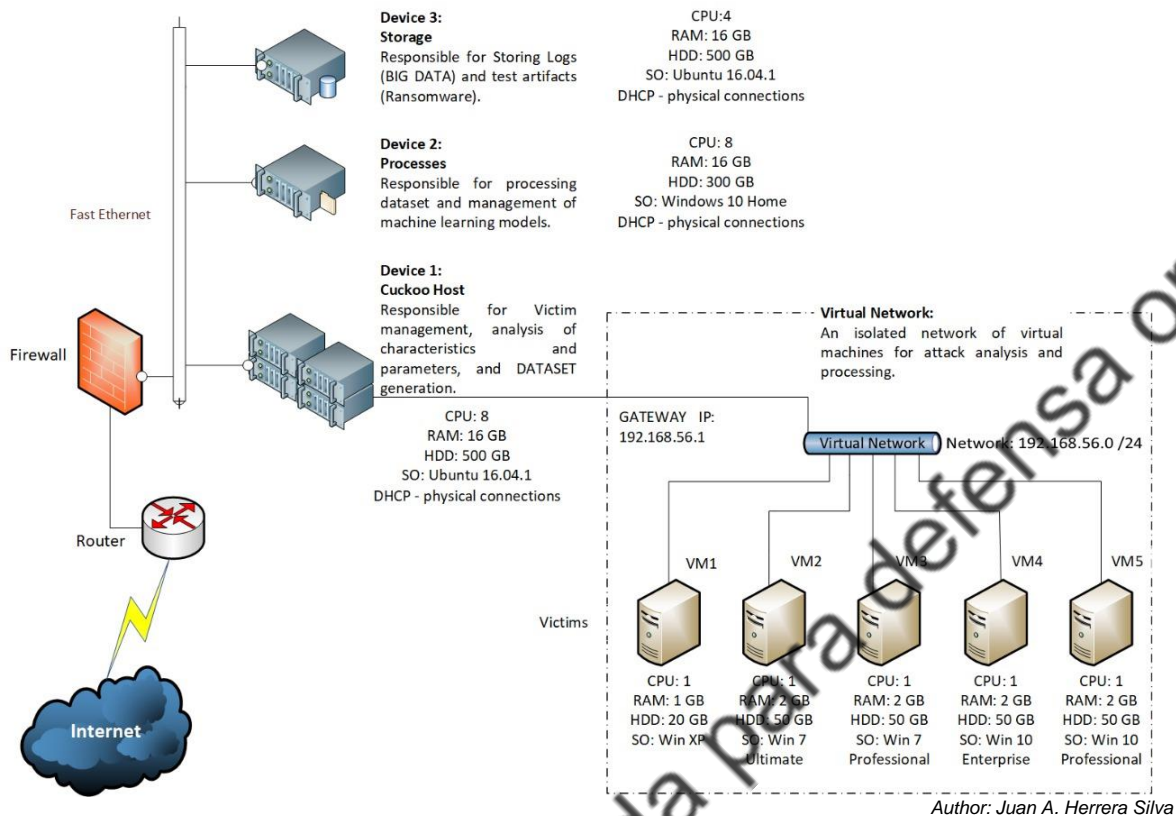 Device 3:
Storage
Responsible for Storing Logs
(BIG DATA) and test artifacts
(Ransomware).
CPU:4
RAM: 16 GB
HDD: 500 GB
SO: Ubuntu 16.04.1
DHCP - physical connections
Device 2:
Processes
Responsible for processing
dataset and management of
machine learning models.
CPU: 8
RAM: 16 GB
HDD: 300 GB
SO: Windows 10 Home
DHCP - physical connections
Fast Ethernet
Device 1:
Cuckoo Host
Responsible for Victim
management, analysis of
characteristics and
parameters, and DATASET
generation.
CPU: 8
RAM: 16 GB
HDD: 500 GB
SO: Ubuntu 16.04.1
DHCP - physical connections
Firewall
Router
Internet
Virtual Network:
An isolated network of virtual
machines for attack analysis and
processing.
GATEWAY IP:
192.168.56.1
Virtual Network
Network: 192.168.56.0 /24
Victims
VM1
VM2
VM3
VM4
VM5
CPU: 1
RAM: 1 GB
HDD: 20 GB
SO: Win XP
CPU: 1
RAM: 2 GB
HDD: 50 GB
SO: Win 7
Ultimate
CPU: 1
RAM: 2 GB
HDD: 50 GB
SO: Win 7
Professional
CPU: 1
RAM: 2 GB
HDD: 50 GB
SO: Win 10
Enterprise
CPU: 1
RAM: 2 GB
HDD: 50 GB
SO: Win 10
Professional
para defensa
Author: Juan A. Herrera Silva